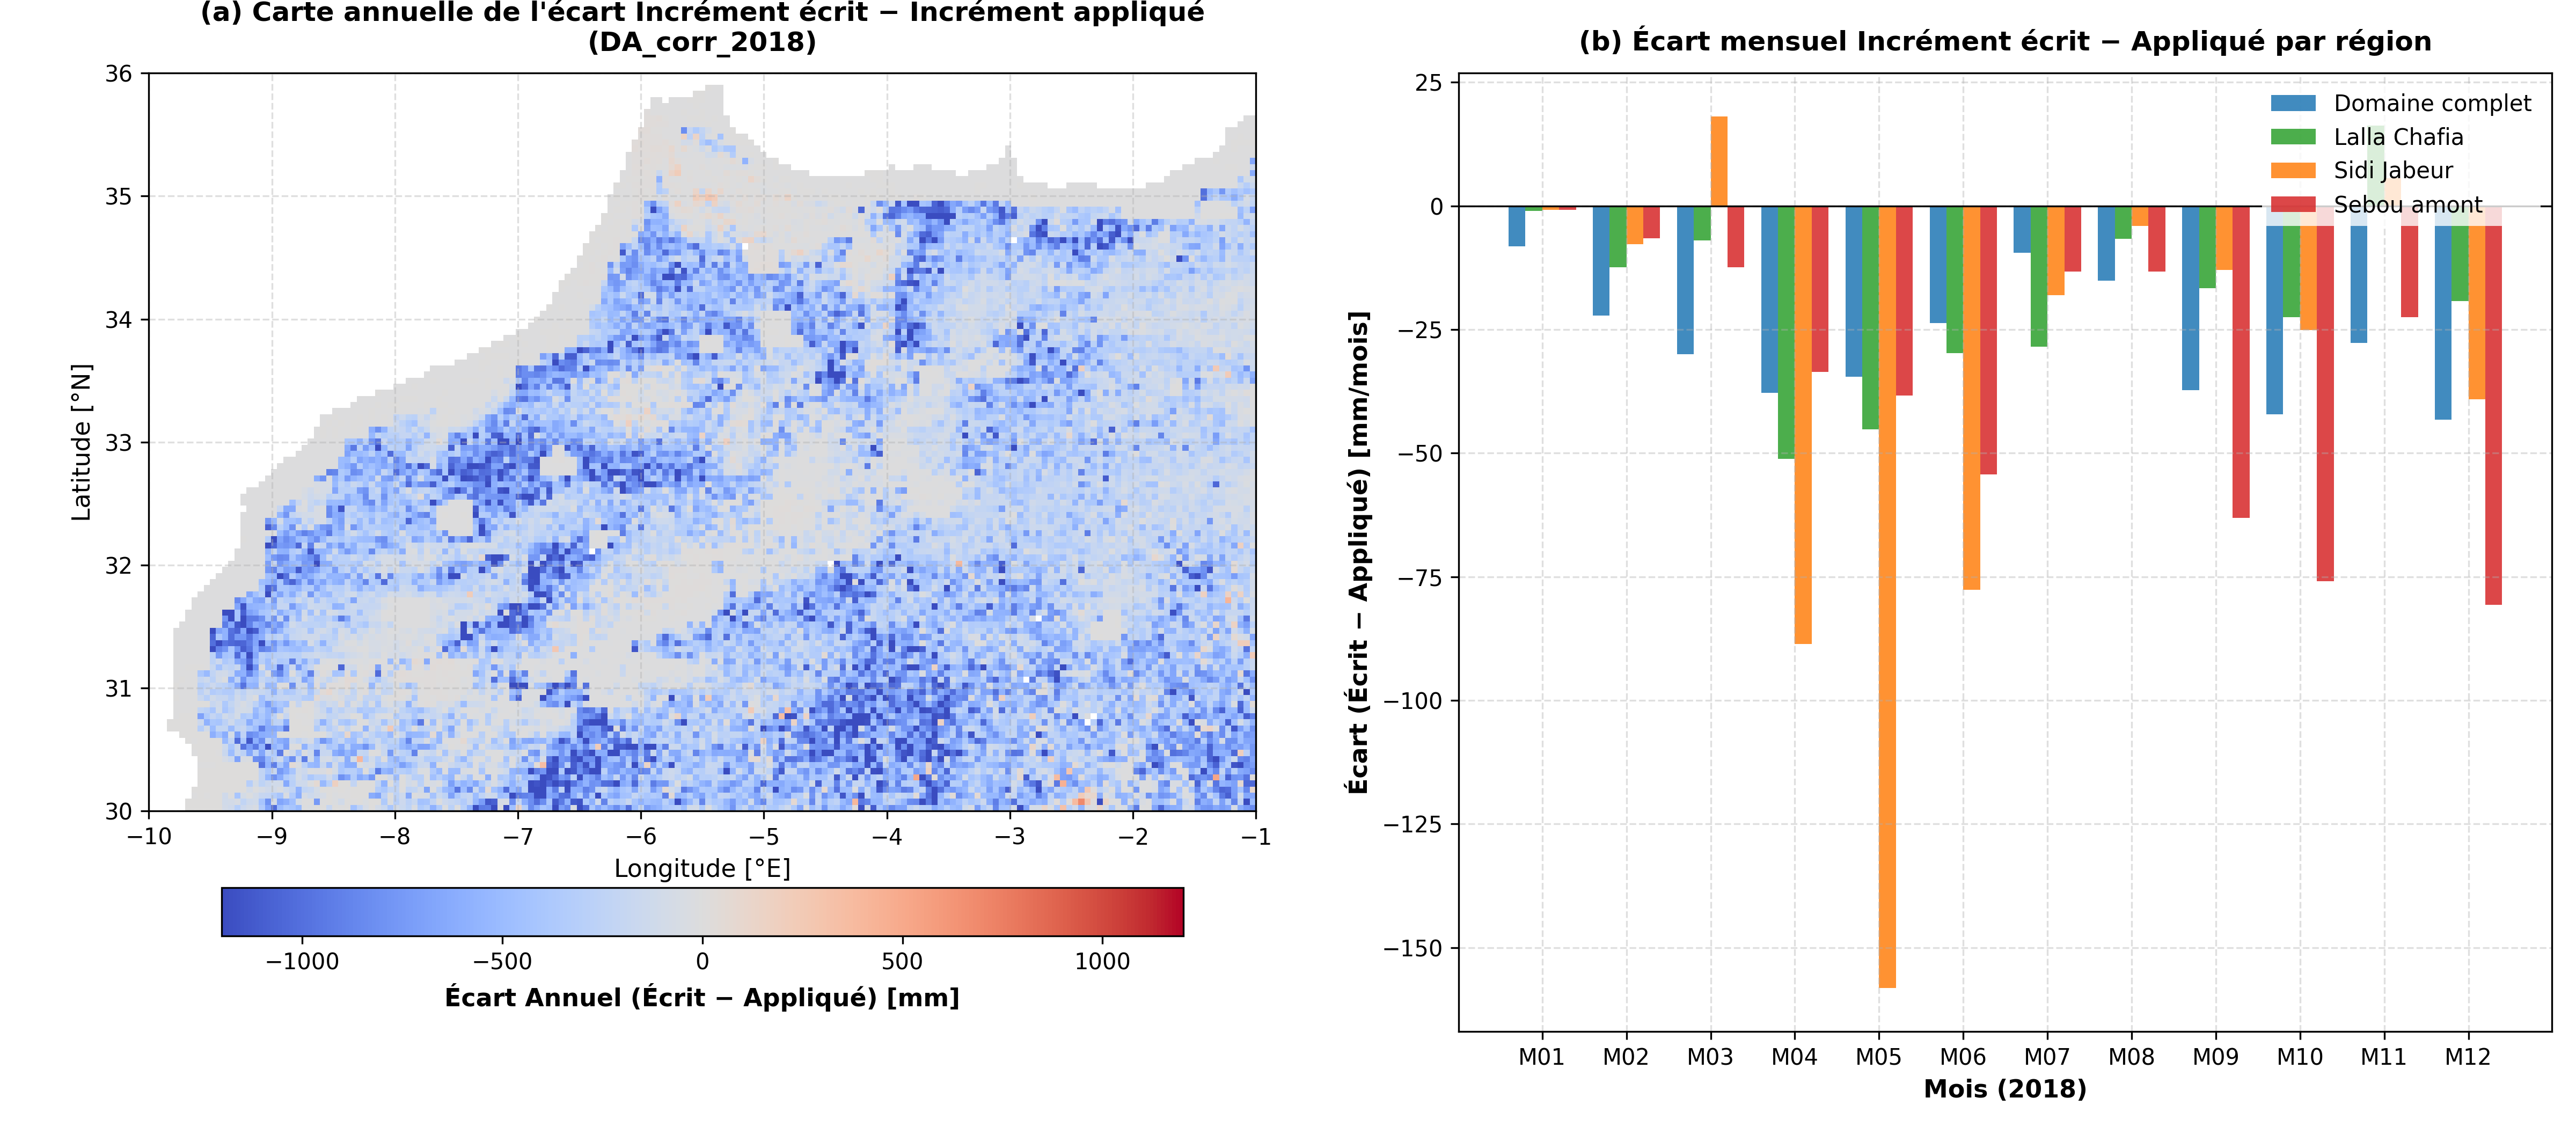 (a) Carte annuelle de l'écart Incrément écrit − Incrément appliqué
(DA_corr_2018)
36
35
34
33
32
31
30
Latitude [°N]
−10
−9
−8
−7
−6
−5
−4
−3
−2
−1
Longitude [°E]
−1000
−500
0
500
1000
Écart Annuel (Écrit − Appliqué) [mm]
(b) Écart mensuel Incrément écrit − Appliqué par région
25
0
−25
−50
−75
−100
−125
−150
Écart (Écrit − Appliqué) [mm/mois]
Domaine complet
Lalla Chafia
Sidi Jabeur
Sebou amont
M01
M02
M03
M04
M05
M06
M07
M08
M09
M10
M11
M12
Mois (2018)